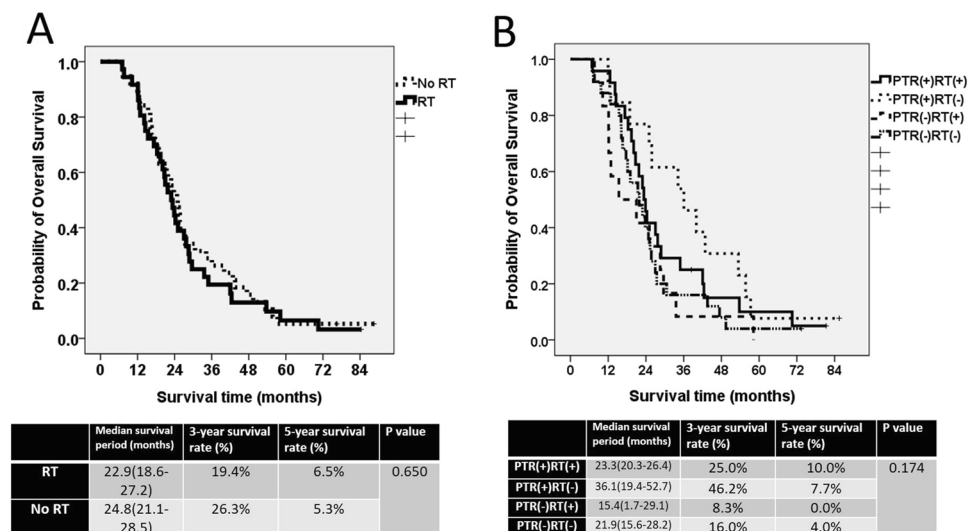 A
Probability of Overall Survival
1.0
0.8
0.6
0.4
0.2
0.0
0 12 24 36 48 60 72 84
Survival time (months)
No RT
RT
Median survival period (months) 3-year survival rate (%) 5-year survival rate (%) P value
RT 22.9(18.6-27.2) 19.4% 6.5% 0.650
No RT 24.8(21.1-28.5) 26.3% 5.3%
B
Probability of Overall Survival
1.0
0.8
0.6
0.4
0.2
0.0
0 12 24 36 48 60 72 84
Survival time (months)
PTR(+)RT(+)
PTR(+)RT(-)
PTR(-)RT(+)
PTR(-)RT(-)
Median survival period (months) 3-year survival rate (%) 5-year survival rate (%) P value
PTR(+)RT(+) 23.3(20.3-26.4) 25.0% 10.0% 0.174
PTR(+)RT(-) 36.1(19.4-52.7) 46.2% 7.7%
PTR(-)RT(+) 15.4(1.7-29.1) 8.3% 0.0%
PTR(-)RT(-) 21.9(15.6-28.2) 16.0% 4.0%